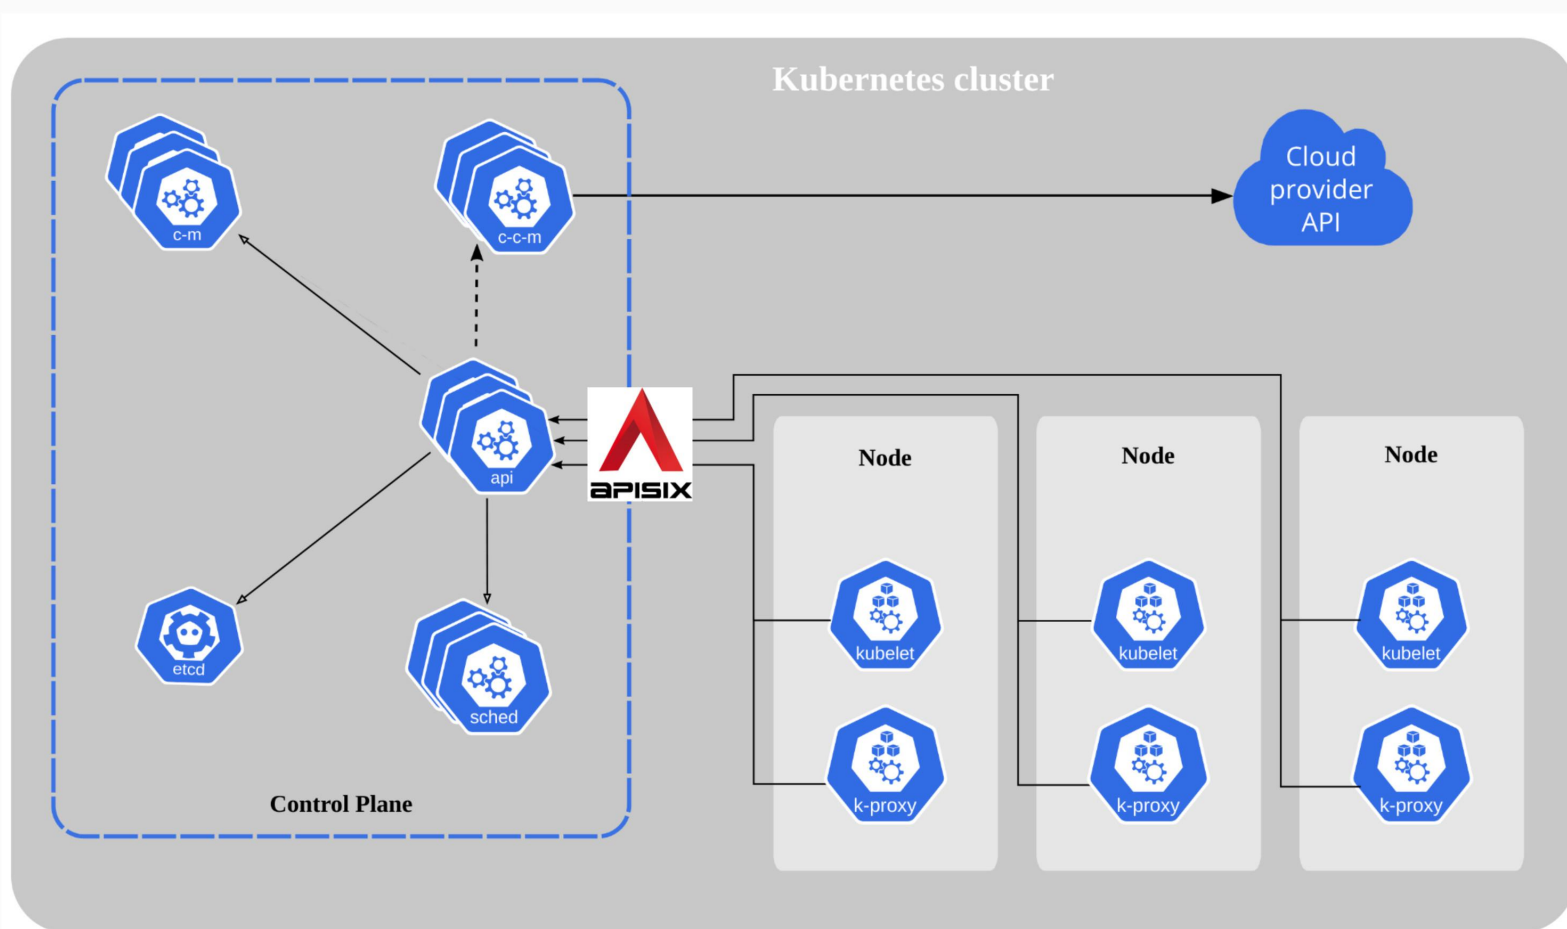 Kubernetes cluster
Cloud
provider
API
c-m
c-c-m
api
APISIX
etcd
sched
Control Plane
Node
kubelet
k-proxy
Node
kubelet
k-proxy
Node
kubelet
k-proxy